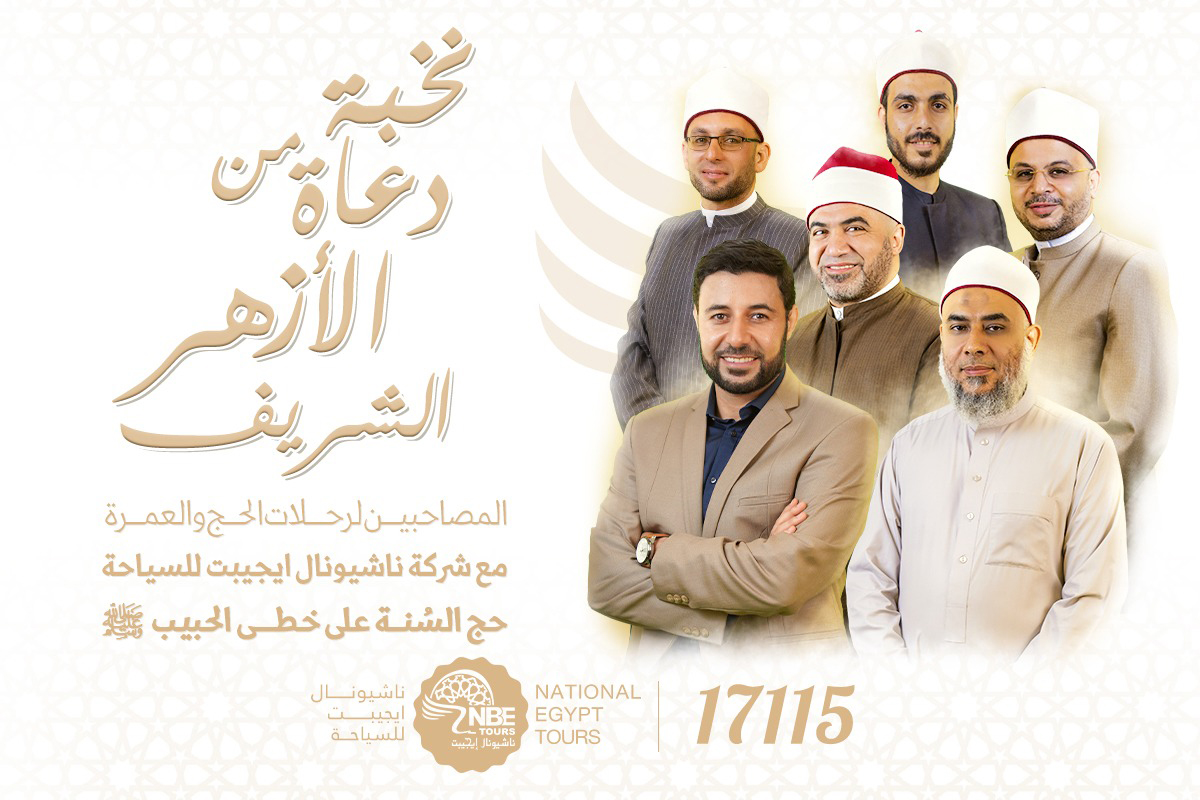 نخبة
من دعاة
الأزهر
الشريف
المصاحبين لرحلات الحج والعمرة
مع شركة ناشيونال ايجيبت للسياحة
حج السُنة على خطى الحبيب ﷺ
ناشيونال
ايجيبت
للسياحة
NBE
TOURS
ناشيونال إيجيبت
NATIONAL
EGYPT
TOURS
17115